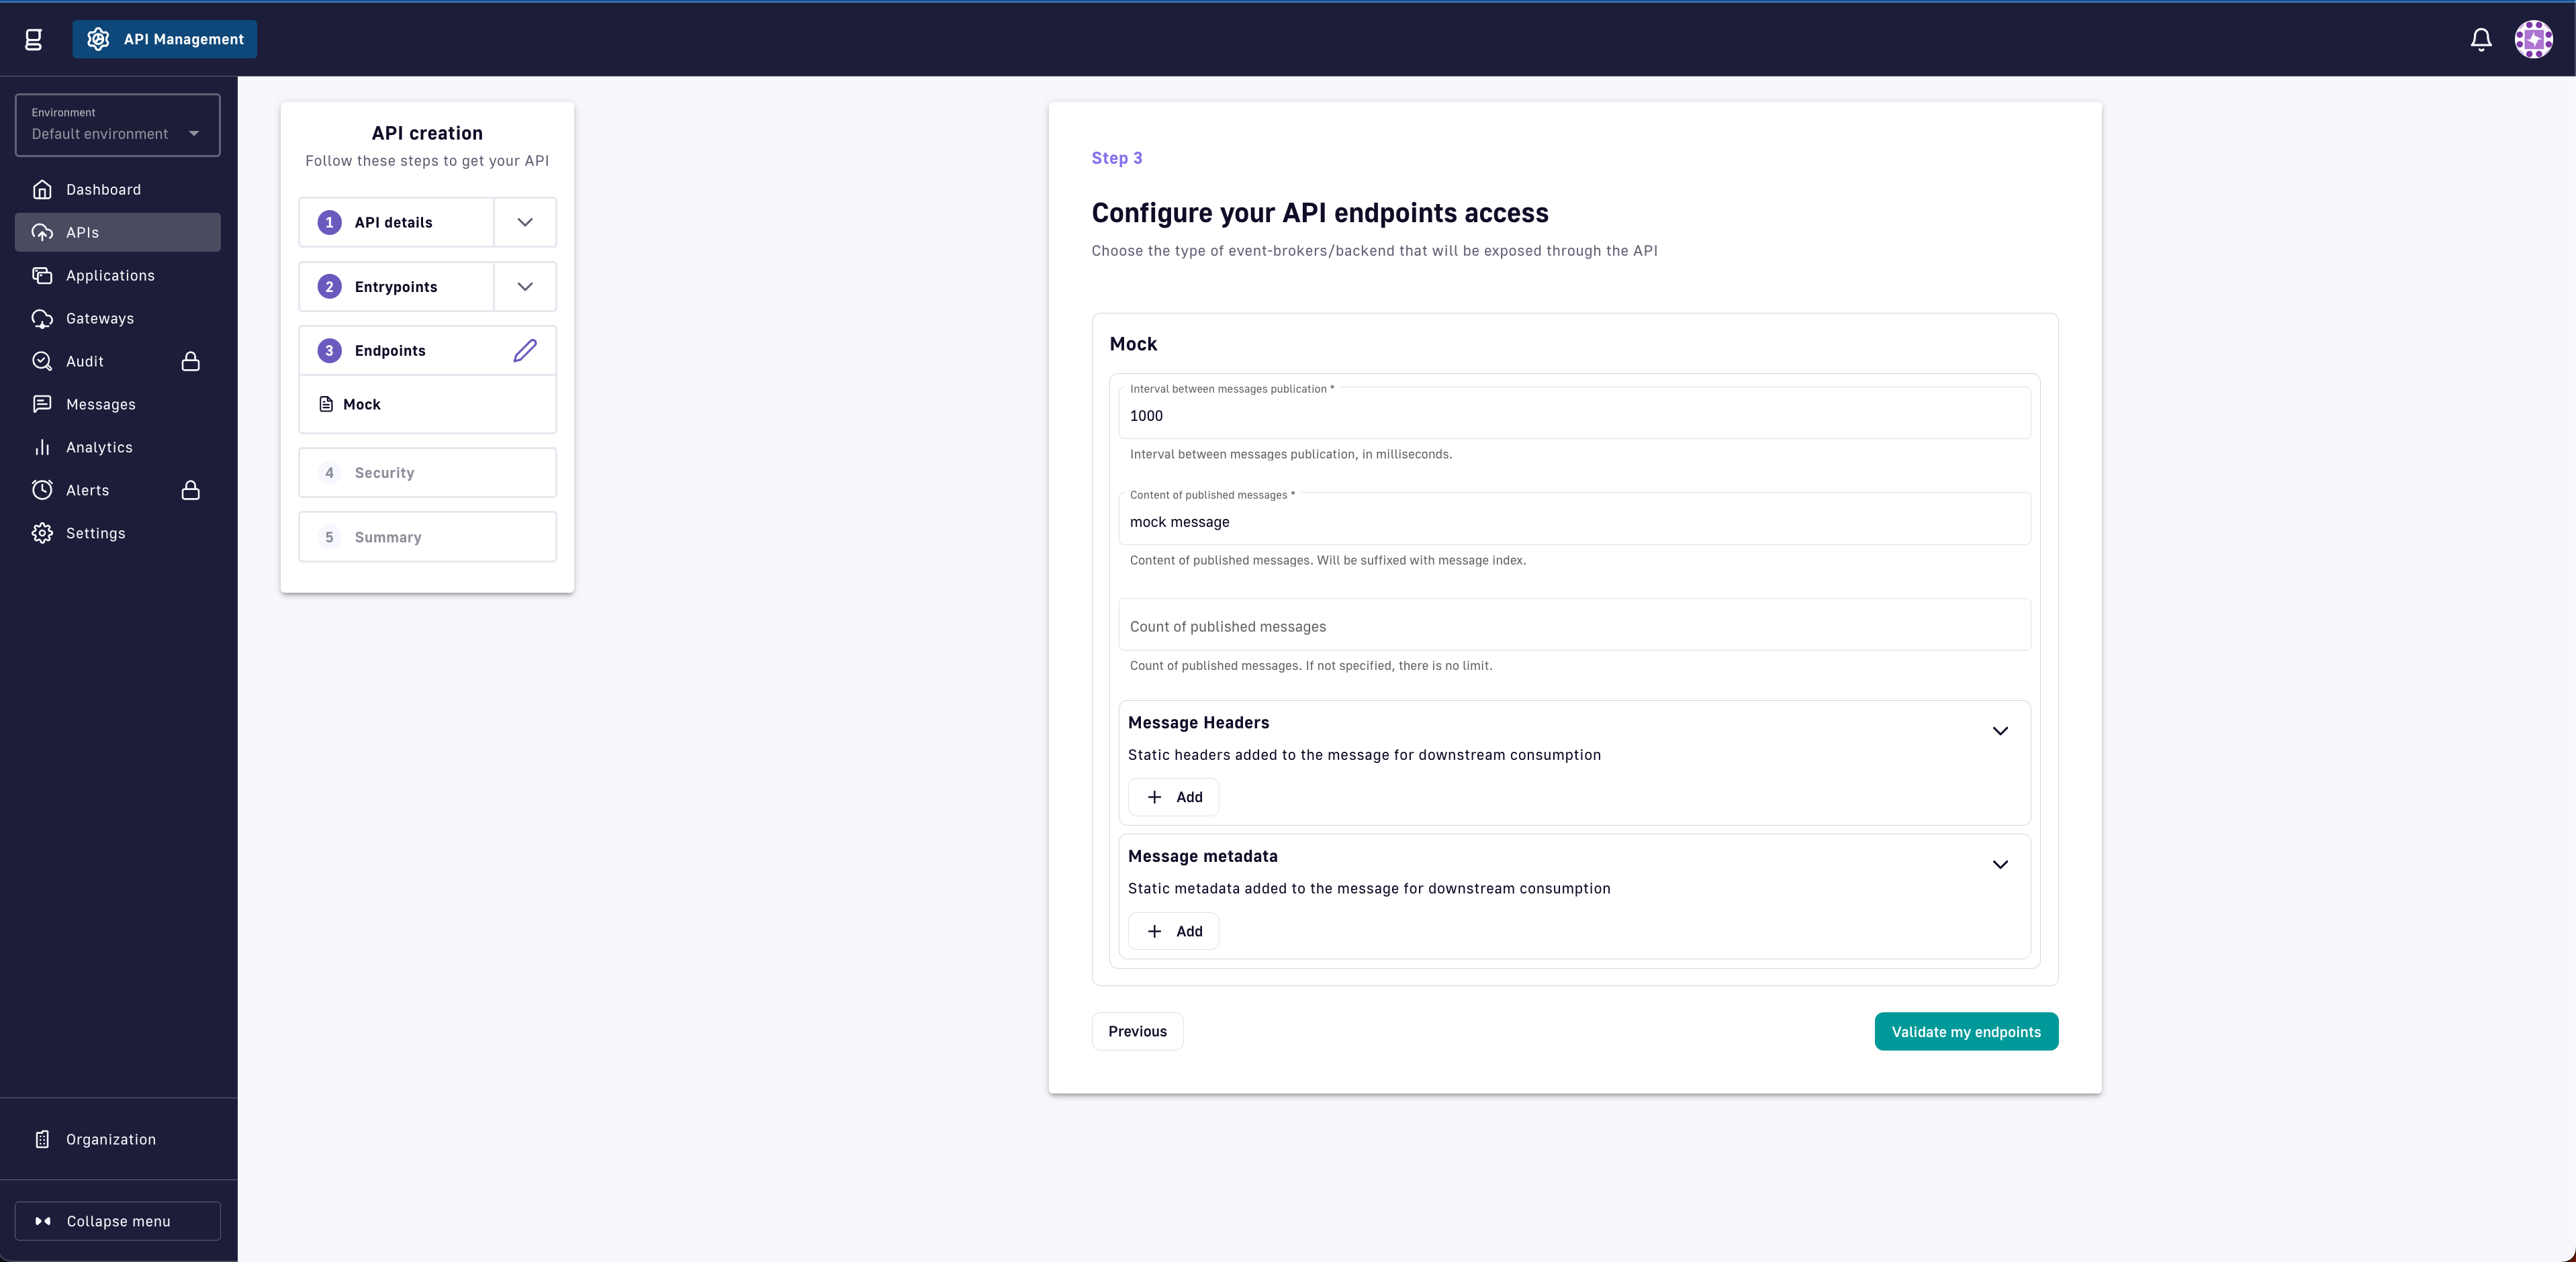 API Management
Environment
Default environment
Dashboard
APIs
Applications
Gateways
Audit
Messages
Analytics
Alerts
Settings
Organization
Collapse menu
API creation
Follow these steps to get your API
1 API details
2 Entrypoints
3 Endpoints
Mock
4 Security
5 Summary
Step 3
Configure your API endpoints access
Choose the type of event-brokers/backend that will be exposed through the API
Mock
Interval between messages publication *
1000
Interval between messages publication, in milliseconds.
Content of published messages *
mock message
Content of published messages. Will be suffixed with message index.
Count of published messages
Count of published messages. If not specified, there is no limit.
Message Headers
Static headers added to the message for downstream consumption
Add
Message metadata
Static metadata added to the message for downstream consumption
Add
Previous
Validate my endpoints